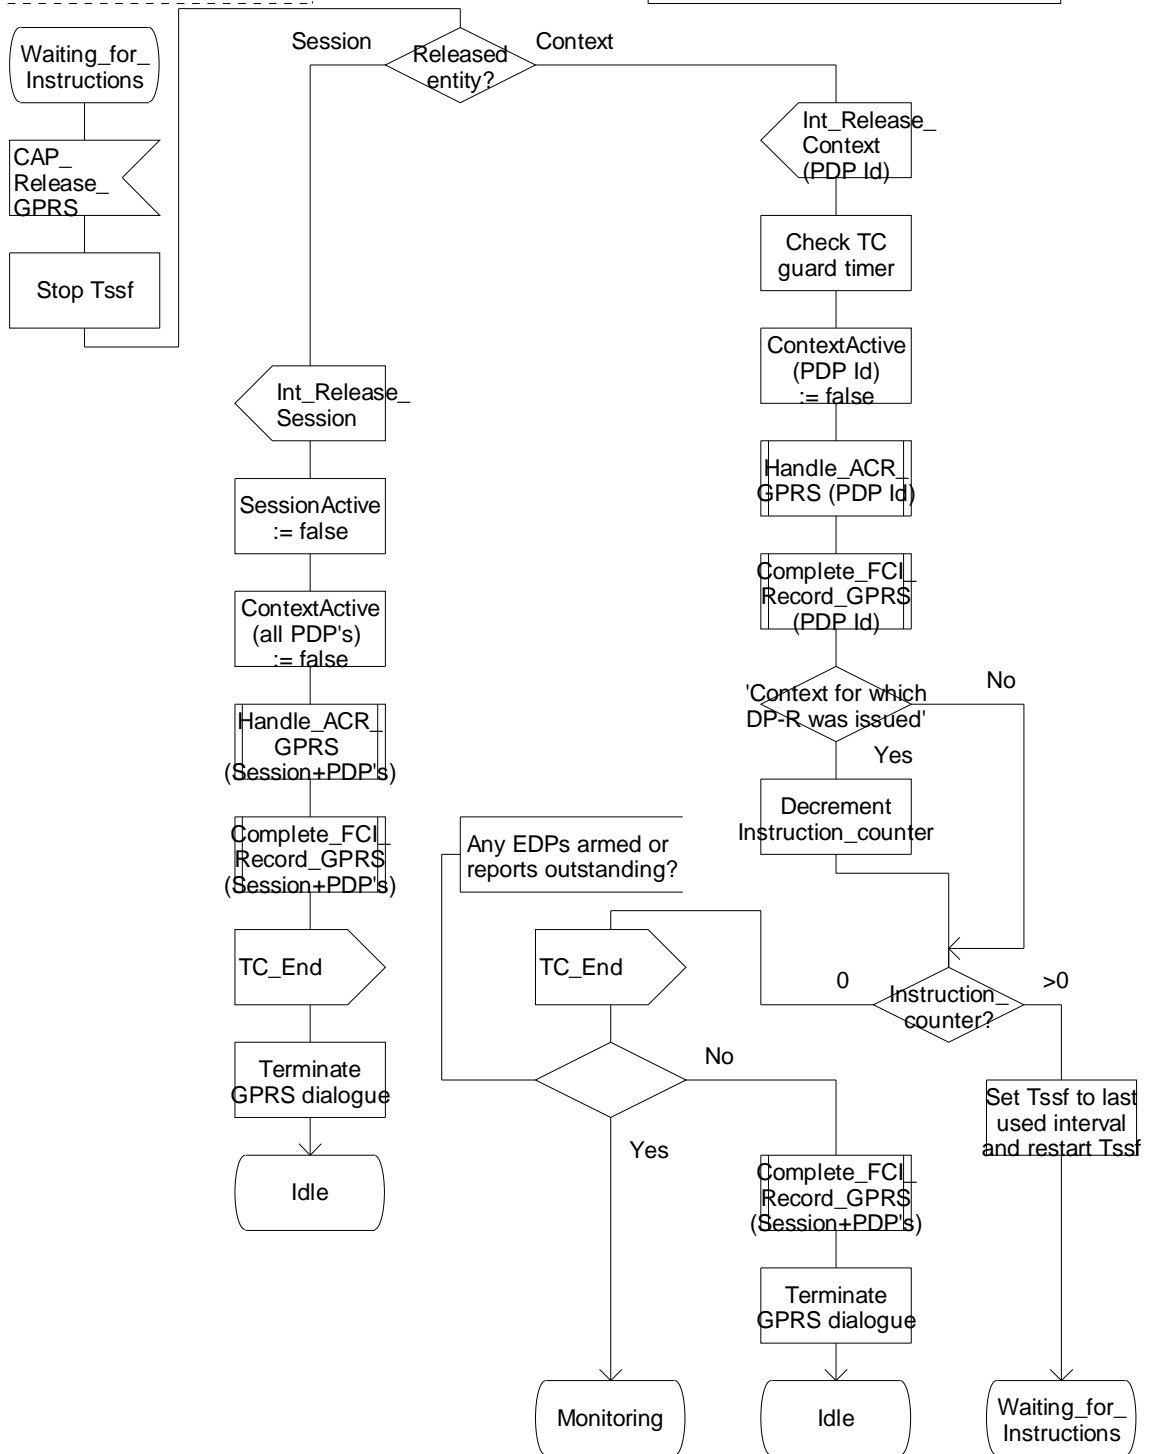 Waiting_for_
Instructions
CAP_
Release_
GPRS
Stop Tssf
Session
Released
entity?
Context
Int_Release_
Session
SessionActive
:= false
ContextActive
(all PDP's)
:= false
Handle_ACR_
GPRS
(Session+PDP's)
Complete_FCI_
Record_GPRS
(Session+PDP's)
TC_End
Terminate
GPRS dialogue
Idle
Int_Release_
Context
(PDP Id)
Check TC
guard timer
ContextActive
(PDP Id)
:= false
Handle_ACR_
GPRS (PDP Id)
Complete_FCI_
Record_GPRS
(PDP Id)
'Context for which
DP-R was issued'
No
Yes
Decrement
Instruction_counter
Instruction_
counter?
0
>0
TC_End
Any EDPs armed or
reports outstanding?
No
Yes
Monitoring
Complete_FCI_
Record_GPRS
(Session+PDP's)
Terminate
GPRS dialogue
Idle
Set Tssf to last
used interval
and restart Tssf
Waiting_for_
Instructions